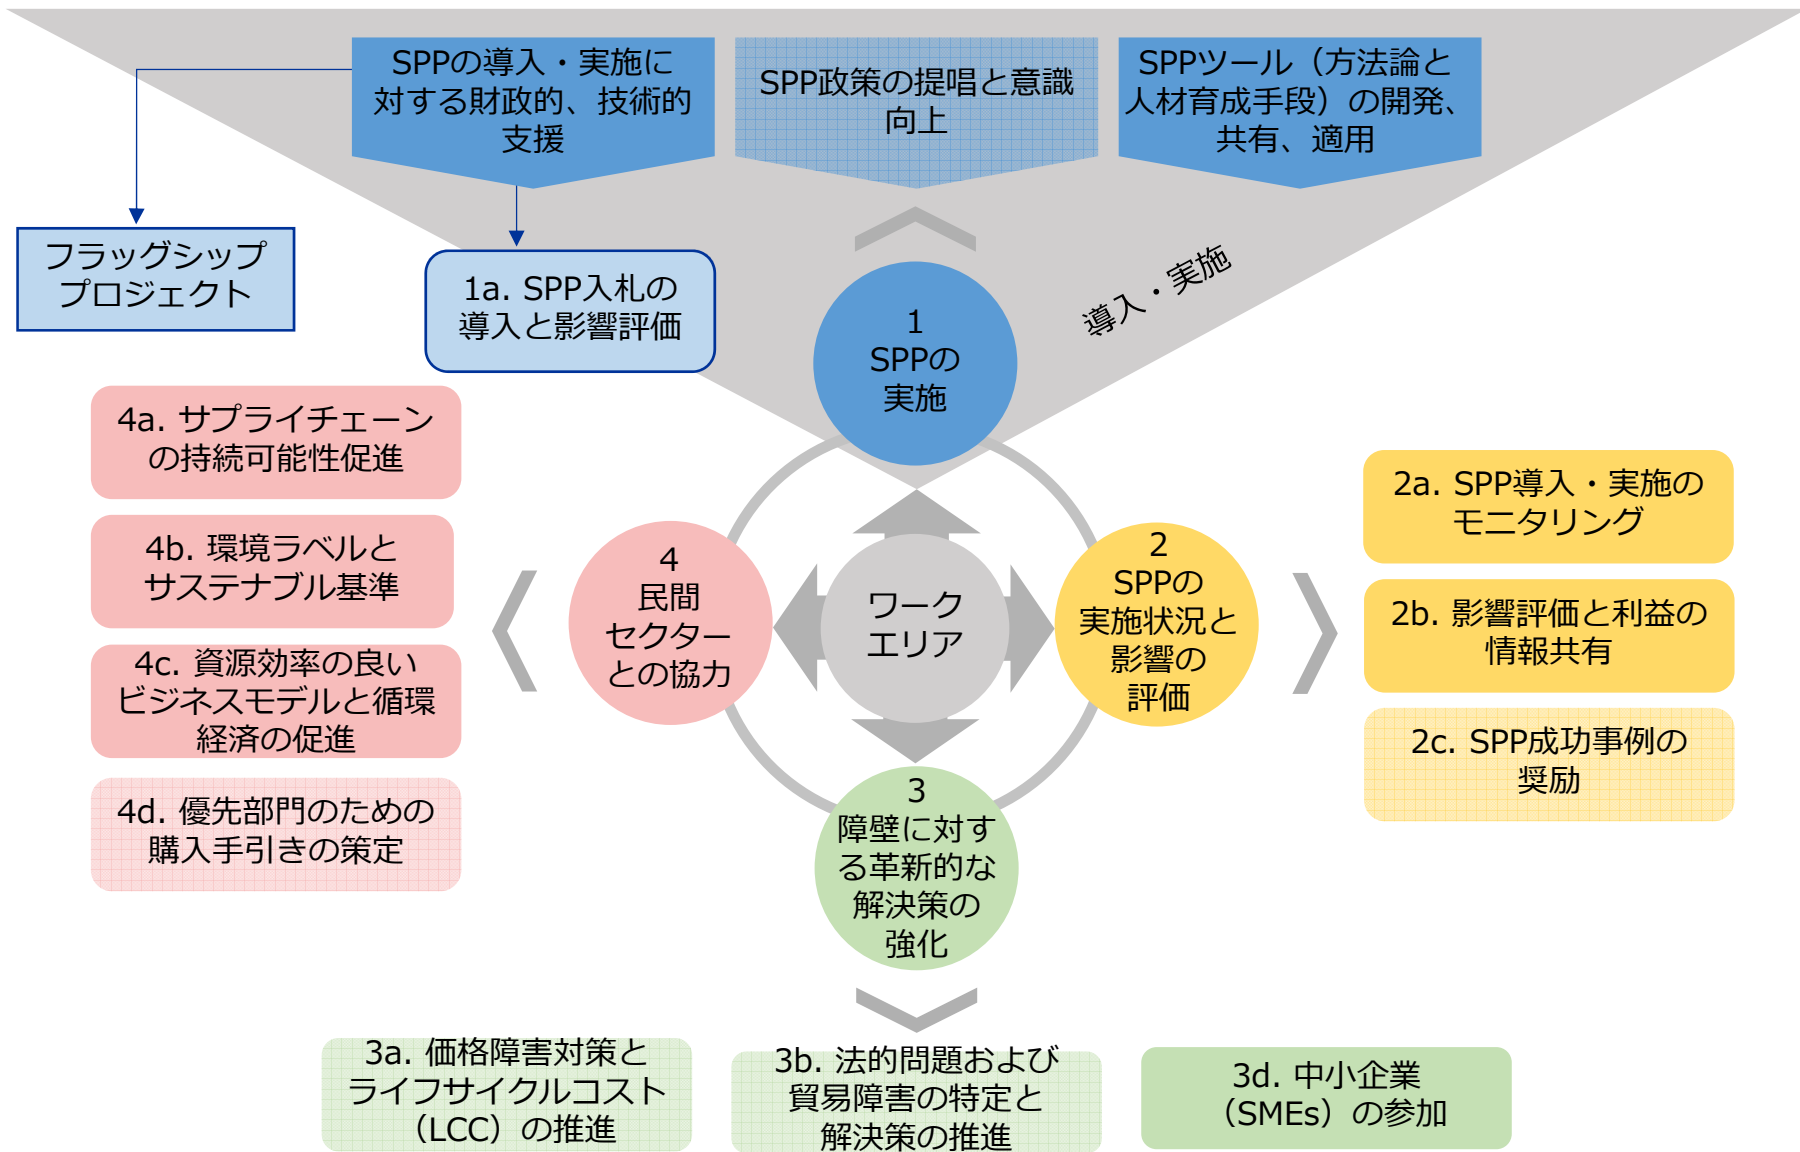 SPPの導入・実施に
対する財政的、技術的
支援
SPP政策の提唱と意識
向上
SPPツール（方法論と
人材育成手段）の開発、
共有、適用
フラッグシップ
プロジェクト
1a. SPP入札の
導入と影響評価
導入・実施
1
SPPの
実施
4a. サプライチェーン
の持続可能性促進
4b. 環境ラベルと
サステナブル基準
4c. 資源効率の良い
ビジネスモデルと循環
経済の促進
4d. 優先部門のための
購入手引きの策定
4
民間
セクター
との協力
ワーク
エリア
2
SPPの
実施状況と
影響の
評価
2a. SPP導入・実施の
モニタリング
2b. 影響評価と利益の
情報共有
2c. SPP成功事例の
奨励
3
障壁に対す
る革新的な
解決策の
強化
3a. 価格障害対策と
ライフサイクルコスト
（LCC）の推進
3b. 法的問題および
貿易障害の特定と
解決策の推進
3d. 中小企業
（SMEs）の参加